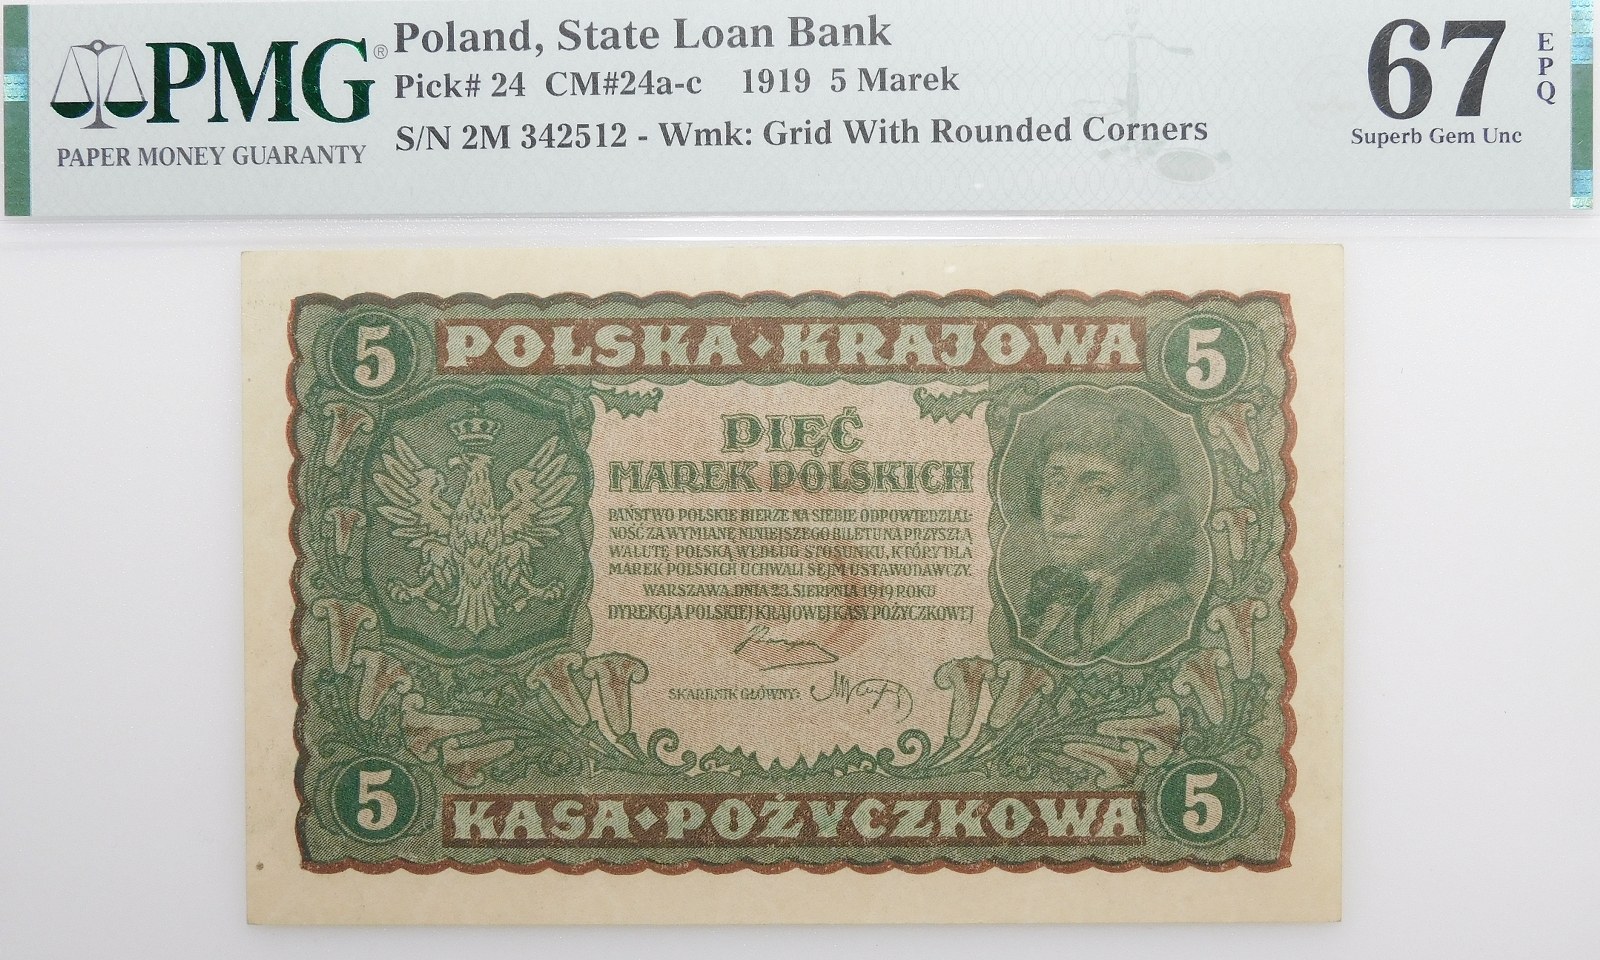 PMG®
PAPER MONEY GUARANTY
Poland, State Loan Bank
Pick# 24 CM#24a-c 1919 5 Marek
S/N 2M 342512 - Wmk: Grid With Rounded Corners
67
EPQ
Superb Gem Unc
5 POLSKA·KRAJOWA 5
PIĘĆ
MAREK POLSKICH
PAŃSTWO POLSKIE BIERZE NA SIEBIE ODPOWIEDZIAL-
NOŚĆ ZA WYMIANĘ NINIEJSZEGO BILETU NA PRZYSZŁĄ
WALUTĘ POLSKĄ WEDŁUG STOSUNKU, KTÓRY DLA
MAREK POLSKICH UCHWALI SEJM USTAWODAWCZY.
WARSZAWA, DNIA 23. SIERPNIA 1919 ROKU
DYREKCJA POLSKIEJ KRAJOWEJ KASY POŻYCZKOWEJ
SKARBNIK GŁÓWNY:
5 KASA·POŻYCZKOWA 5